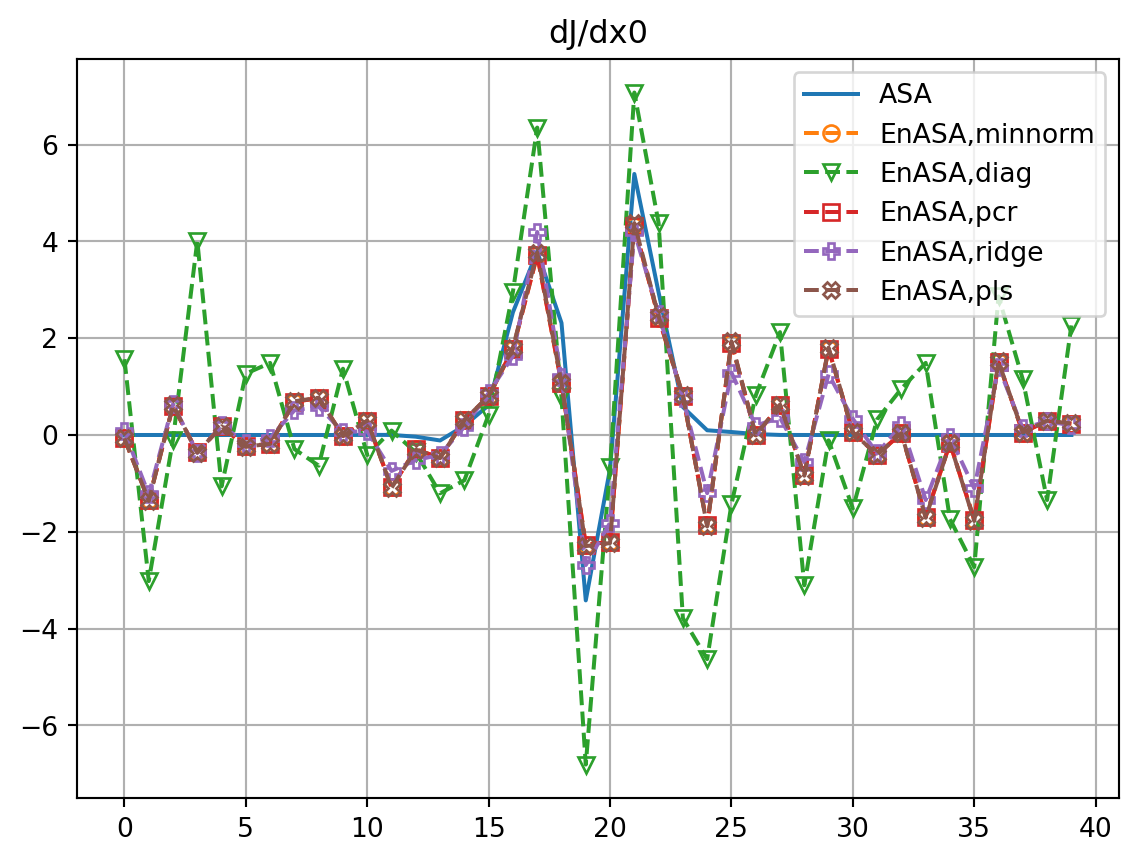 dJ/dx0
ASA
EnASA,minnorm
EnASA,diag
EnASA,pcr
EnASA,ridge
EnASA,pls
6
4
2
0
−2
−4
−6
0 5 10 15 20 25 30 35 40